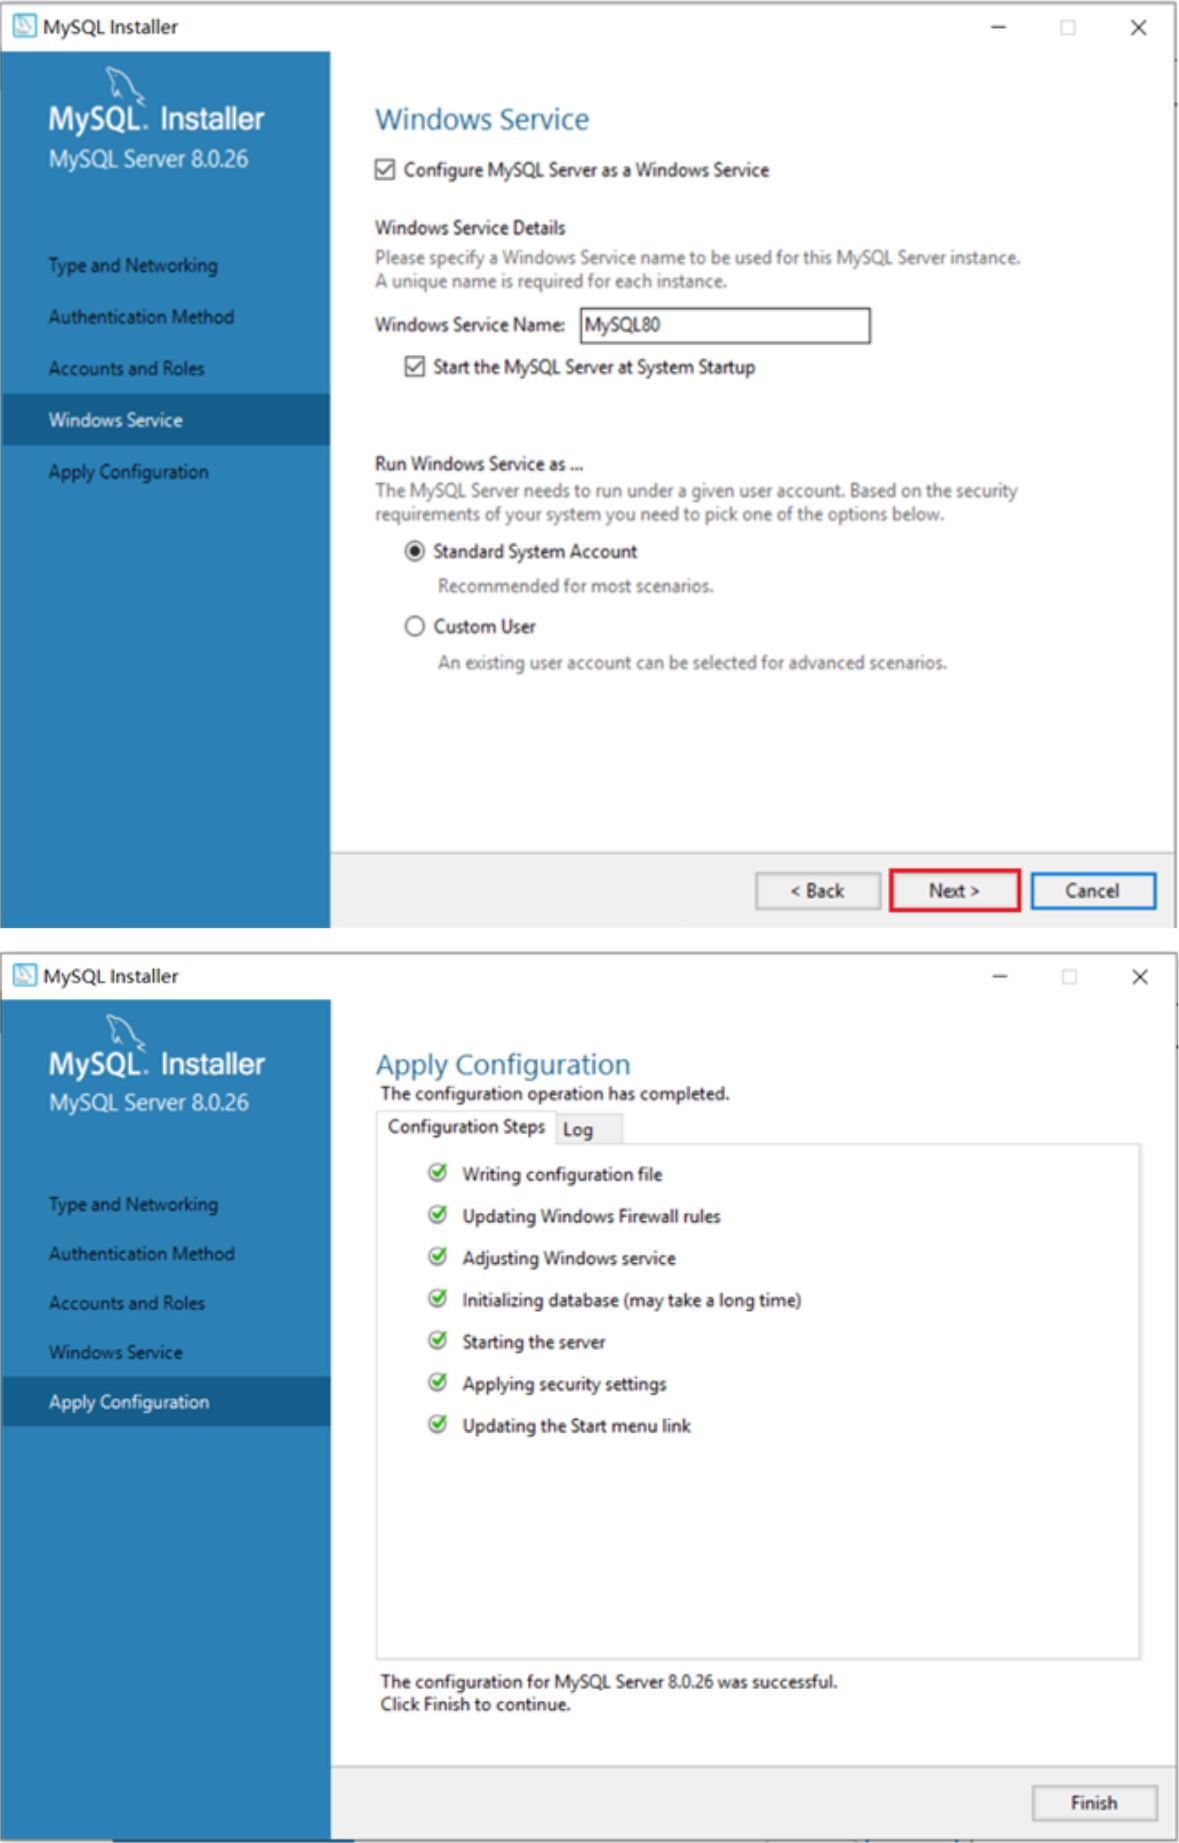 MySQL Installer
MySQL. Installer
MySQL Server 8.0.26
Type and Networking
Authentication Method
Accounts and Roles
Windows Service
Apply Configuration
Windows Service
Configure MySQL Server as a Windows Service
Windows Service Details
Please specify a Windows Service name to be used for this MySQL Server instance.
A unique name is required for each instance.
Windows Service Name: MySQL80
Start the MySQL Server at System Startup
Run Windows Service as ...
The MySQL Server needs to run under a given user account. Based on the security
requirements of your system you need to pick one of the options below.
Standard System Account
Recommended for most scenarios.
Custom User
An existing user account can be selected for advanced scenarios.
< Back Next > Cancel
MySQL Installer
MySQL. Installer
MySQL Server 8.0.26
Type and Networking
Authentication Method
Accounts and Roles
Windows Service
Apply Configuration
Apply Configuration
The configuration operation has completed.
Configuration Steps Log
Writing configuration file
Updating Windows Firewall rules
Adjusting Windows service
Initializing database (may take a long time)
Starting the server
Applying security settings
Updating the Start menu link
The configuration for MySQL Server 8.0.26 was successful.
Click Finish to continue.
Finish